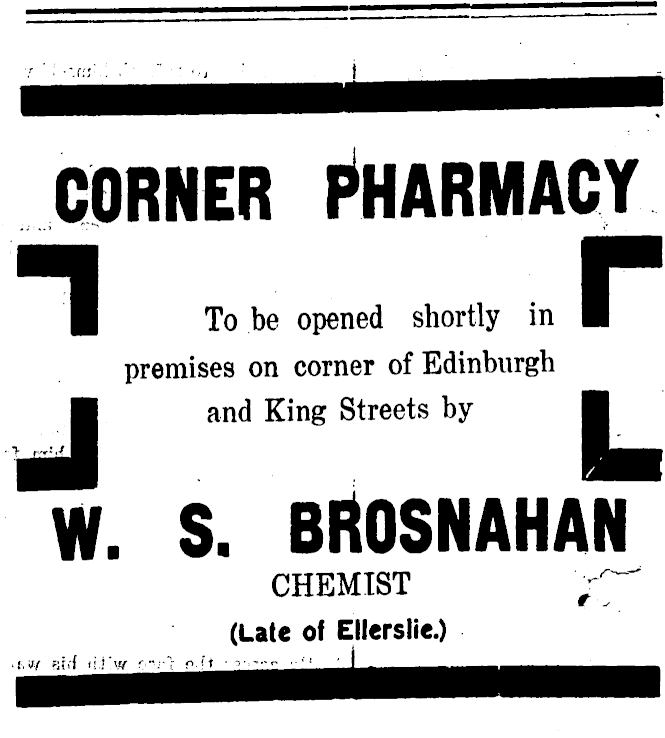 CORNER PHARMACY
To be opened shortly in
premises on corner of Edinburgh
and King Streets by
W. S. BROSNAHAN
CHEMIST
(Late of Ellerslie.)